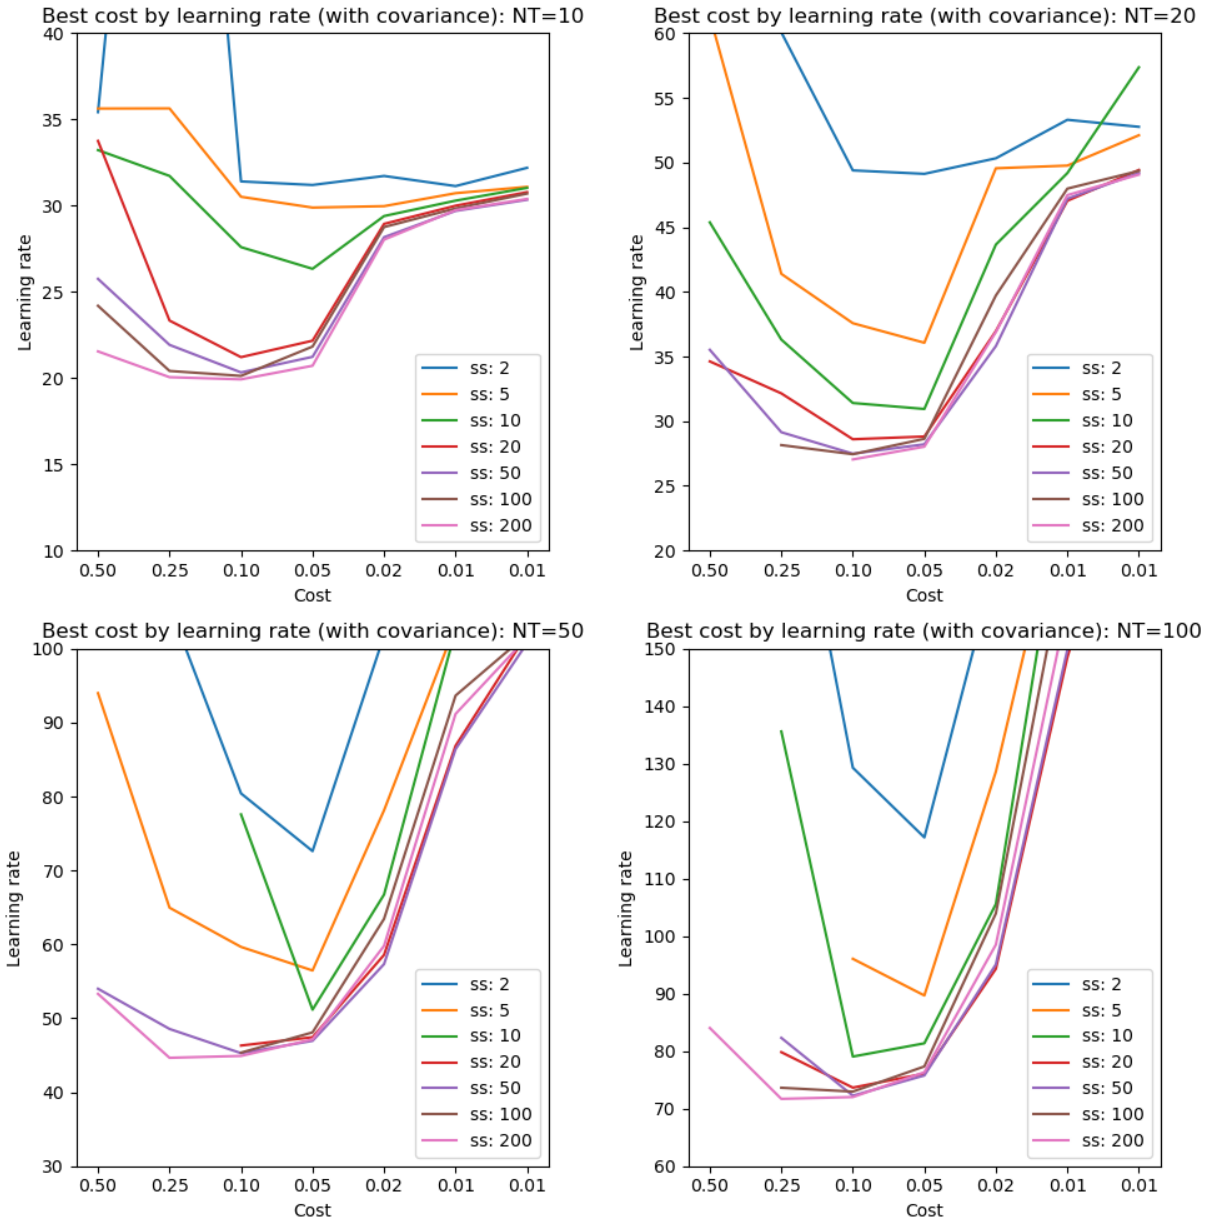 Best cost by learning rate (with covariance): NT=10
40
35
30
25
20
15
10
Learning rate
ss: 2
ss: 5
ss: 10
ss: 20
ss: 50
ss: 100
ss: 200
0.50 0.25 0.10 0.05 0.02 0.01 0.01
Cost
Best cost by learning rate (with covariance): NT=20
60
55
50
45
40
35
30
25
20
Learning rate
ss: 2
ss: 5
ss: 10
ss: 20
ss: 50
ss: 100
ss: 200
0.50 0.25 0.10 0.05 0.02 0.01 0.01
Cost
Best cost by learning rate (with covariance): NT=50
100
90
80
70
60
50
40
30
Learning rate
ss: 2
ss: 5
ss: 10
ss: 20
ss: 50
ss: 100
ss: 200
0.50 0.25 0.10 0.05 0.02 0.01 0.01
Cost
Best cost by learning rate (with covariance): NT=100
150
140
130
120
110
100
90
80
70
60
Learning rate
ss: 2
ss: 5
ss: 10
ss: 20
ss: 50
ss: 100
ss: 200
0.50 0.25 0.10 0.05 0.02 0.01 0.01
Cost